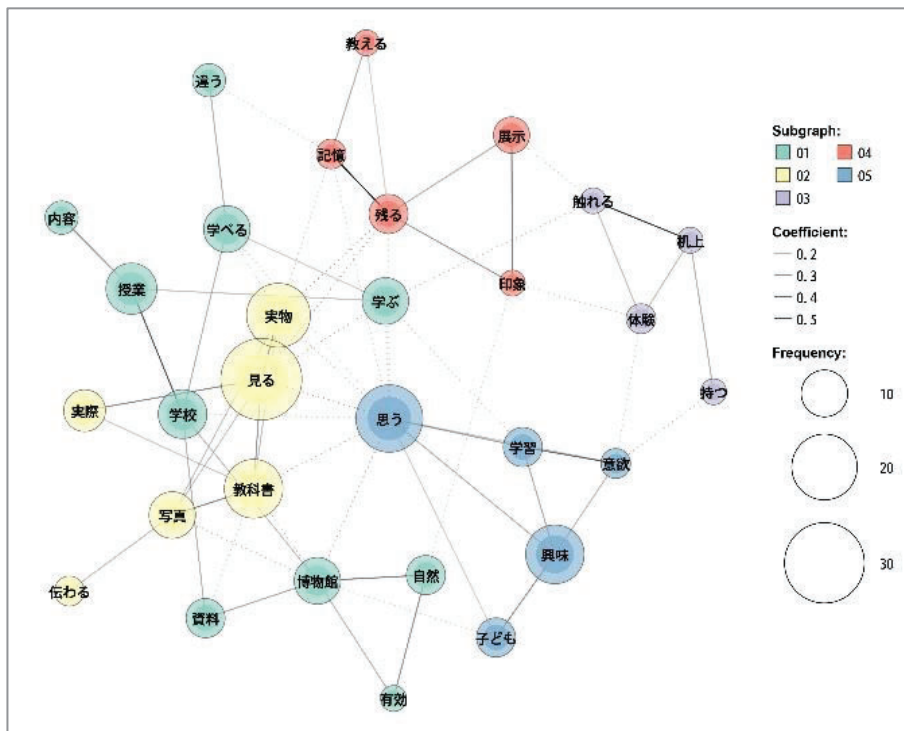 教える
違う
記憶
展示
残る
触れる
内容
学べる
机上
授業
実物
学ぶ
印象
体験
見る
持つ
実際
学校
思う
学習
意欲
教科書
写真
興味
博物館
自然
伝わる
資料
子ども
有効
Subgraph:
01 04
02 05
03
Coefficient:
0.2
0.3
0.4
0.5
Frequency:
10
20
30